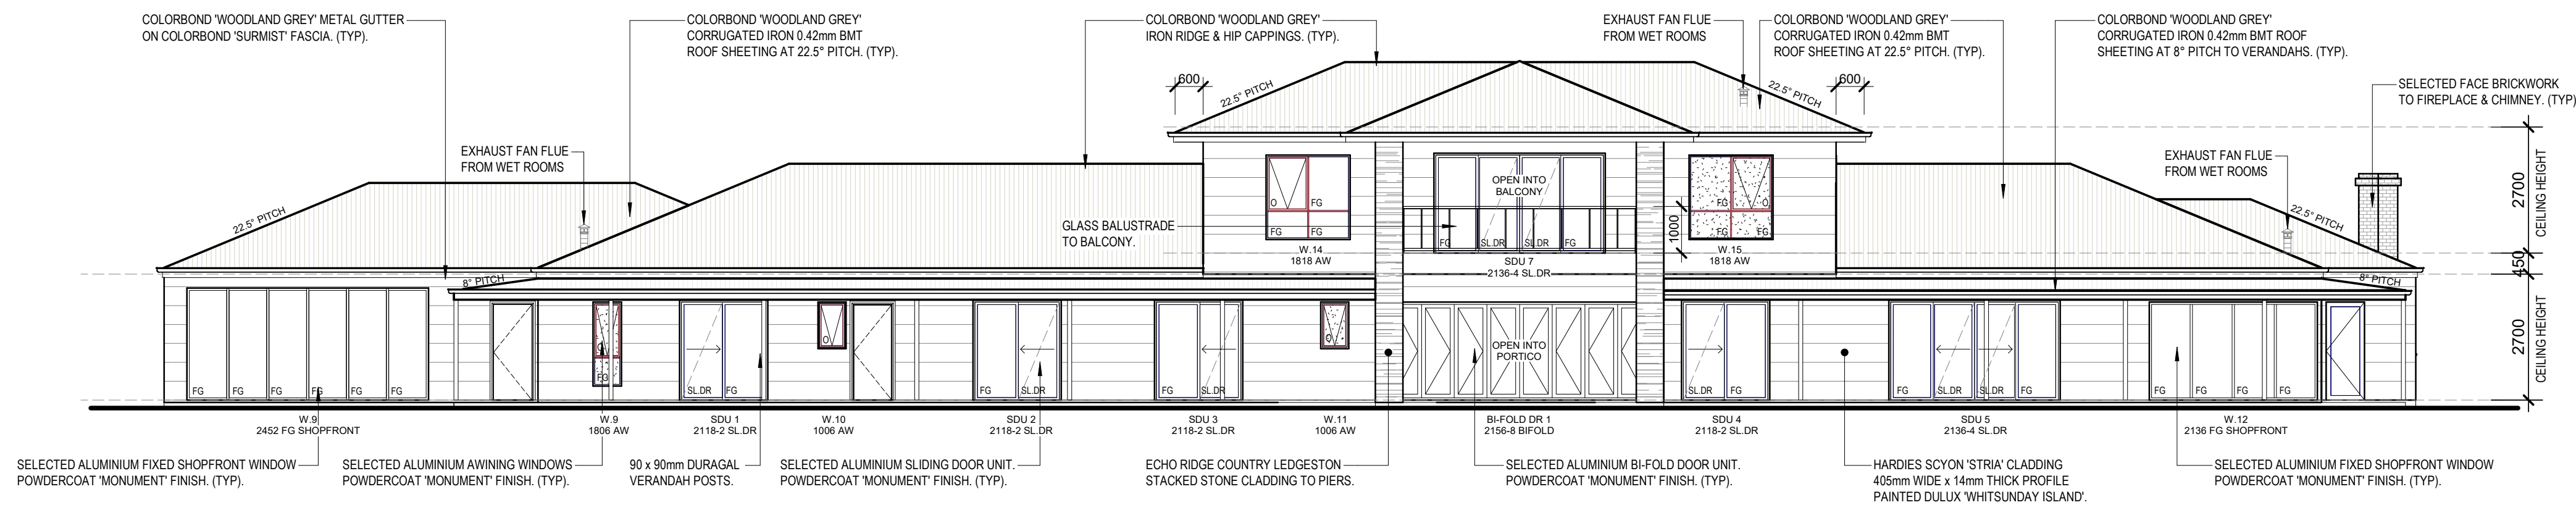 COLORBOND 'WOODLAND GREY' METAL GUTTER
ON COLORBOND 'SURMIST' FASCIA. (TYP).
COLORBOND 'WOODLAND GREY'
CORRUGATED IRON 0.42mm BMT
ROOF SHEETING AT 22.5° PITCH. (TYP).
COLORBOND 'WOODLAND GREY'
IRON RIDGE & HIP CAPPINGS. (TYP).
EXHAUST FAN FLUE
FROM WET ROOMS
COLORBOND 'WOODLAND GREY'
CORRUGATED IRON 0.42mm BMT
ROOF SHEETING AT 22.5° PITCH. (TYP).
COLORBOND 'WOODLAND GREY'
CORRUGATED IRON 0.42mm BMT ROOF
SHEETING AT 8° PITCH TO VERANDAHS. (TYP).
SELECTED FACE BRICKWORK
TO FIREPLACE & CHIMNEY. (TYP)
600
22.5° PITCH
22.5° PITCH
600
EXHAUST FAN FLUE
FROM WET ROOMS
EXHAUST FAN FLUE
FROM WET ROOMS
22.5° PITCH
22.5° PITCH
OPEN INTO
BALCONY
O
FG
FG
FG
FG
O
FG
FG
GLASS BALUSTRADE
TO BALCONY.
FG
SL.DR
SL.DR
FG
1000
W.14
1818 AW
SDU 7
2136-4 SL.DR
W.15
1818 AW
2700
CEILING HEIGHT
450
2700
CEILING HEIGHT
8° PITCH
8° PITCH
OPEN INTO
PORTICO
O
O
FG
O
FG
FG
FG
FG
FG
FG
SL.DR
FG
FG
SL.DR
FG
SL.DR
SL.DR
FG
FG
SL.DR
SL.DR
FG
FG
FG
FG
FG
W.9
2452 FG SHOPFRONT
W.9
1806 AW
SDU 1
2118-2 SL.DR
W.10
1006 AW
SDU 2
2118-2 SL.DR
SDU 3
2118-2 SL.DR
W.11
1006 AW
BI-FOLD DR 1
2156-8 BIFOLD
SDU 4
2118-2 SL.DR
SDU 5
2136-4 SL.DR
W.12
2136 FG SHOPFRONT
SELECTED ALUMINIUM FIXED SHOPFRONT WINDOW
POWDERCOAT 'MONUMENT' FINISH. (TYP).
SELECTED ALUMINIUM AWINING WINDOWS
POWDERCOAT 'MONUMENT' FINISH. (TYP).
90 x 90mm DURAGAL
VERANDAH POSTS.
SELECTED ALUMINIUM SLIDING DOOR UNIT.
POWDERCOAT 'MONUMENT' FINISH. (TYP).
ECHO RIDGE COUNTRY LEDGESTON
STACKED STONE CLADDING TO PIERS.
SELECTED ALUMINIUM BI-FOLD DOOR UNIT.
POWDERCOAT 'MONUMENT' FINISH. (TYP).
HARDIES SCYON 'STRIA' CLADDING
405mm WIDE x 14mm THICK PROFILE
PAINTED DULUX 'WHITSUNDAY ISLAND'.
SELECTED ALUMINIUM FIXED SHOPFRONT WINDOW
POWDERCOAT 'MONUMENT' FINISH. (TYP).